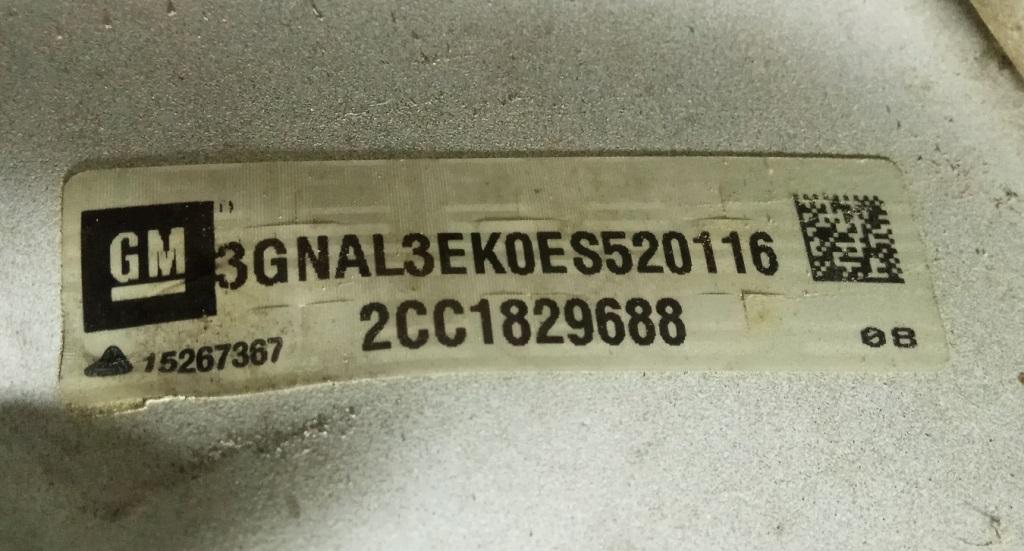 GM
3GNAL3EK0ES520116
2CC1829688
15267367
08